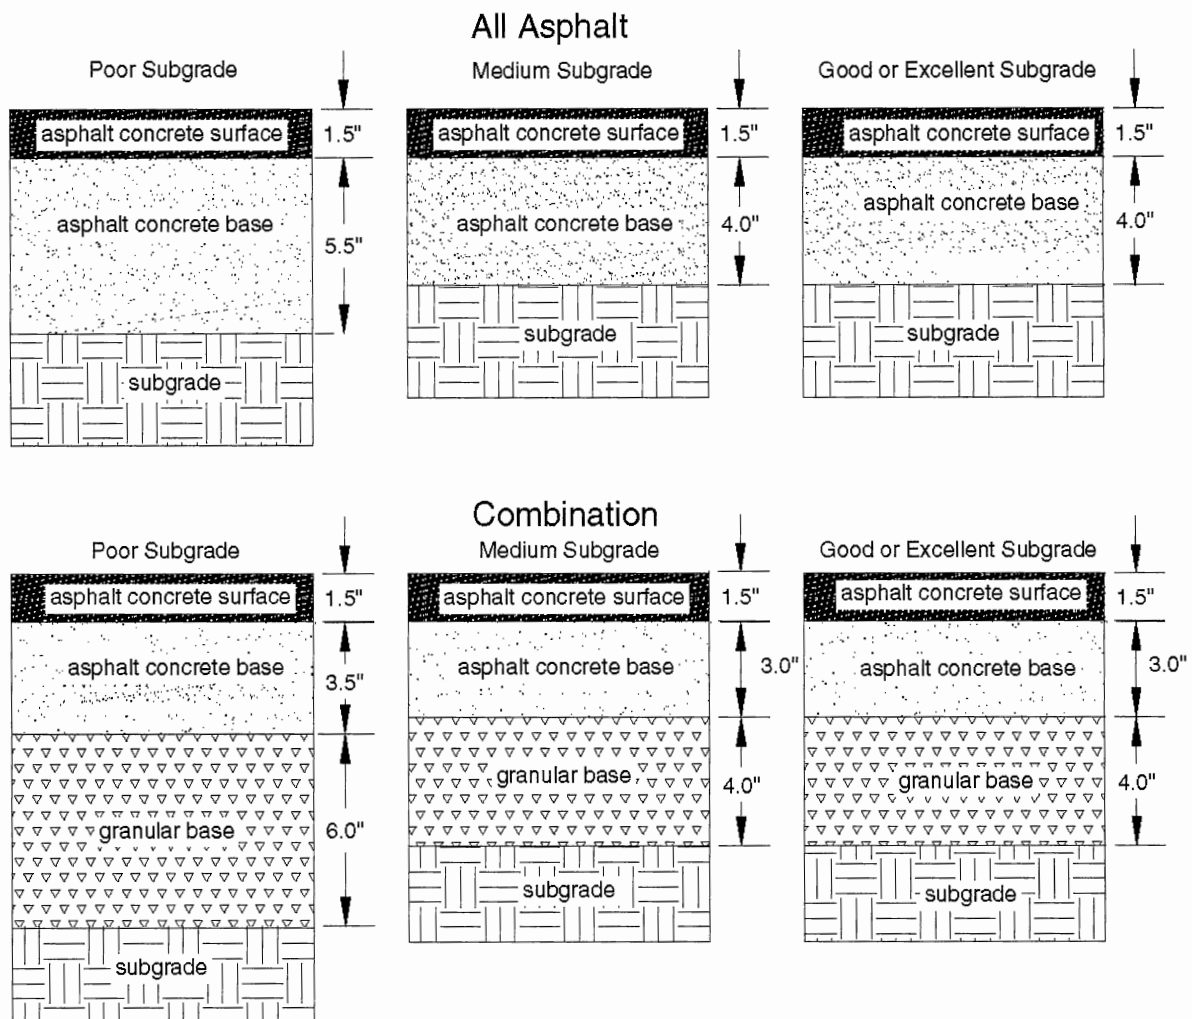 All Asphalt
Poor Subgrade
Medium Subgrade
Good or Excellent Subgrade
asphalt concrete surface
1.5"
asphalt concrete surface
1.5"
asphalt concrete surface
1.5"
asphalt concrete base
5.5"
asphalt concrete base
4.0"
asphalt concrete base
4.0"
subgrade
subgrade
subgrade
Combination
Poor Subgrade
Medium Subgrade
Good or Excellent Subgrade
asphalt concrete surface
1.5"
asphalt concrete surface
1.5"
asphalt concrete surface
1.5"
asphalt concrete base
3.5"
asphalt concrete base
3.0"
asphalt concrete base
3.0"
granular base
6.0"
granular base
4.0"
granular base
4.0"
subgrade
subgrade
subgrade